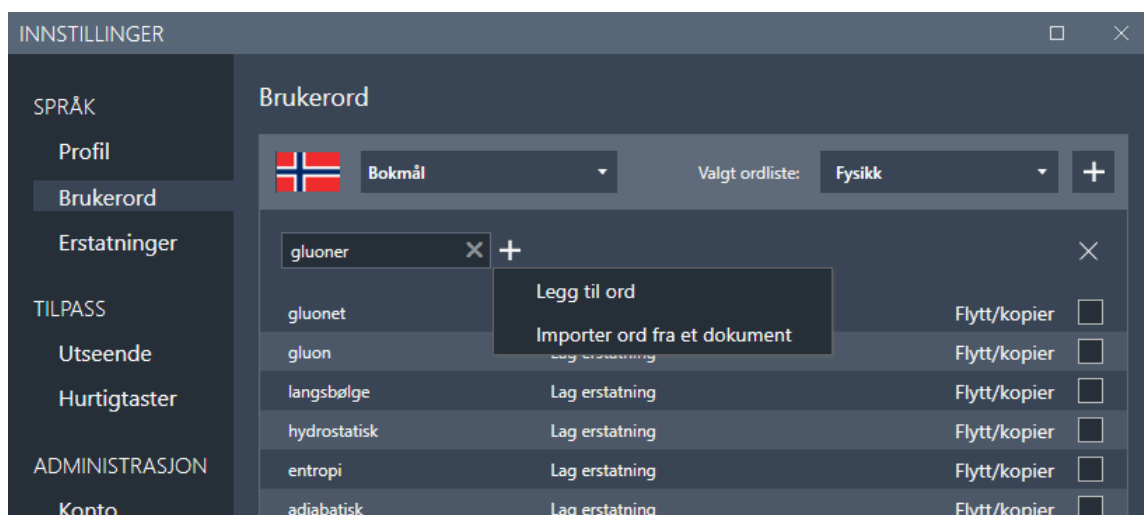 INNSTILLINGER
SPRÅK
Profil
Brukerord
Erstatninger
TILPASS
Utseende
Hurtigtaster
ADMINISTRASJON
Konto
Brukerord
Bokmål Valgt ordliste: Fysikk
gluoner
Legg til ord
Importer ord fra et dokument
gluonet Flytt/kopier
gluon Lag erstatning Flytt/kopier
langsbølge Lag erstatning Flytt/kopier
hydrostatisk Lag erstatning Flytt/kopier
entropi Lag erstatning Flytt/kopier
adiabatisk Lag erstatning Flytt/kopier